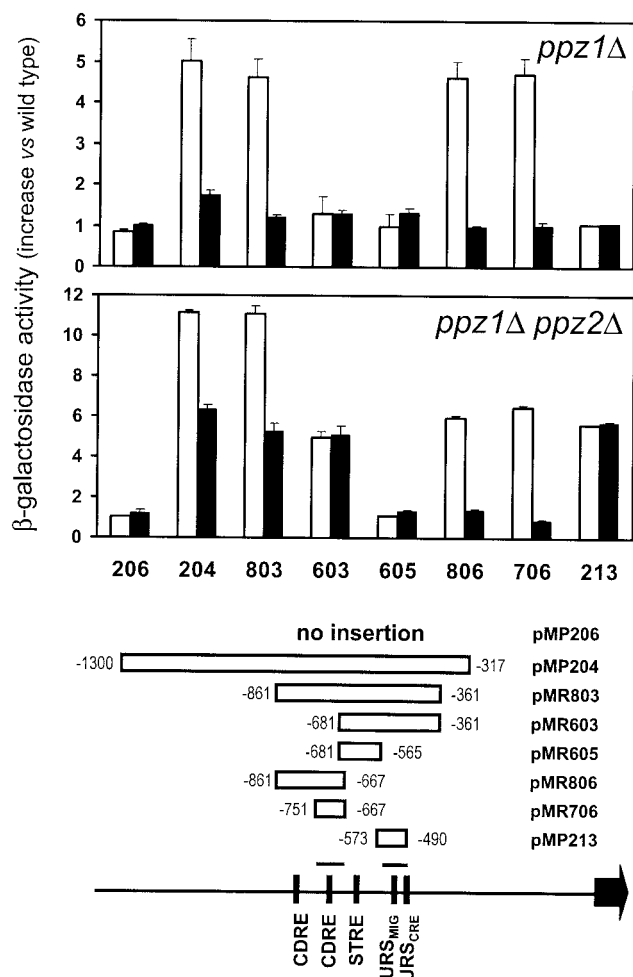 β-galactosidase activity (increase vs wild type)
6
5
4
3
2
1
0
ppz1Δ
12
10
8
6
4
2
0
ppz1Δ ppz2Δ
206 204 803 603 605 806 706 213
no insertion pMP206
-1300 -317 pMP204
-861 -361 pMR803
-681 -361 pMR603
-681 -565 pMR605
-861 -667 pMR806
-751 -667 pMR706
-573 -490 pMP213
CDRE
CDRE
STRE
URSMIG
URSCRE